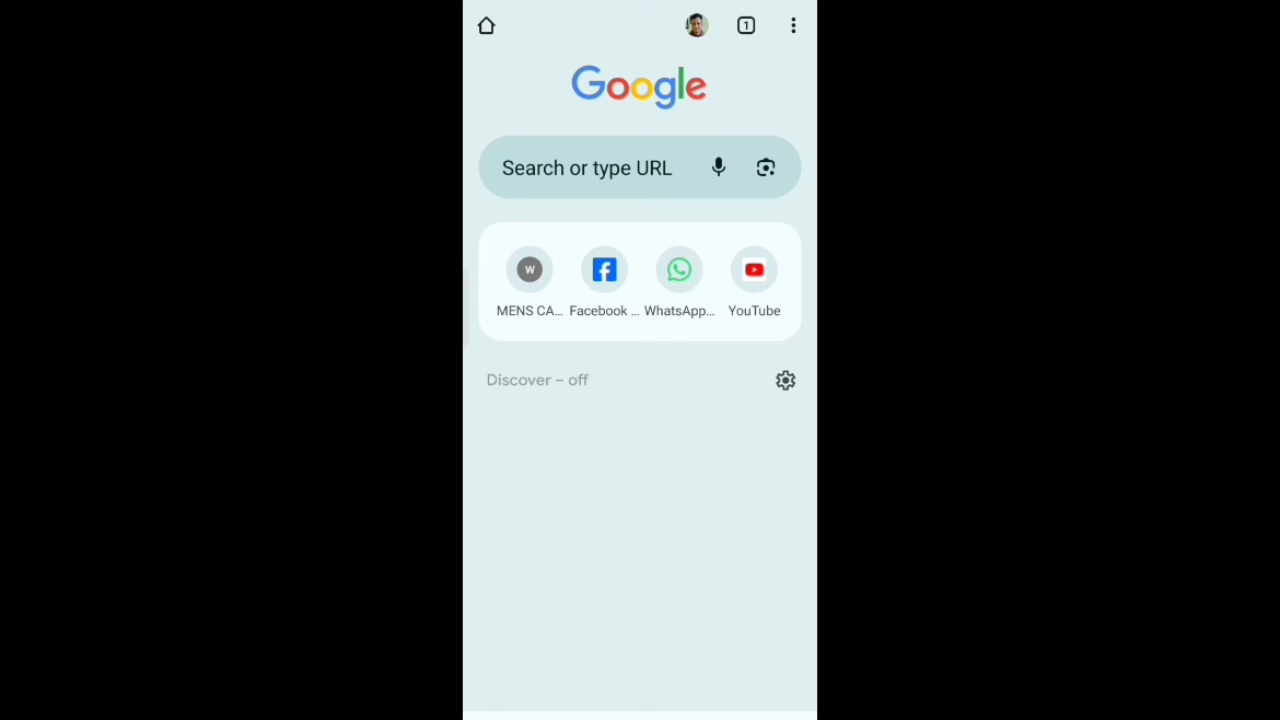 1
Google
Search or type URL
W
MENS CA... Facebook ... WhatsApp... YouTube
Discover – off